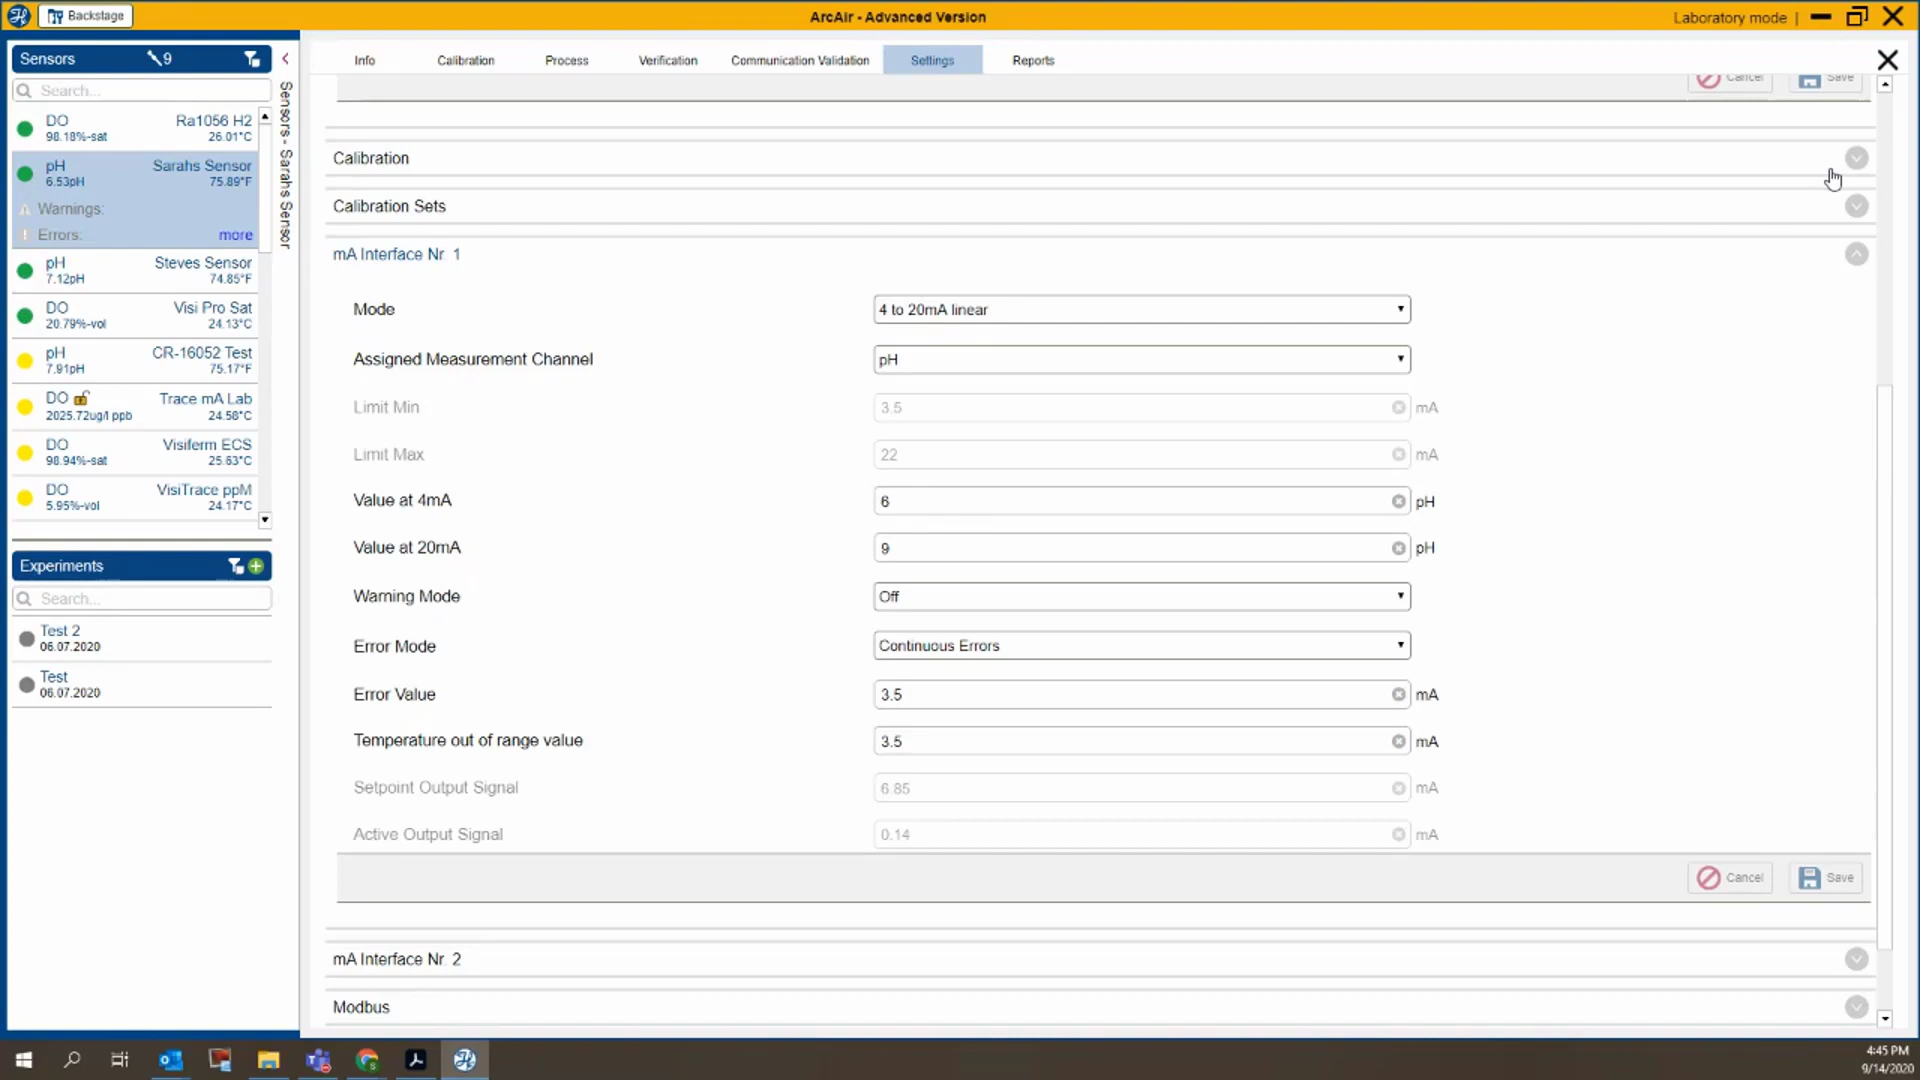 Backstage
ArcAir - Advanced Version
Laboratory mode
Sensors
9
Search...
DO
Ra1056 H2
98.18%-sat
26.01°C
pH
Sarahs Sensor
6.53pH
75.89°F
Warnings:
Errors:
more
pH
Steves Sensor
7.12pH
74.85°F
DO
Visi Pro Sat
20.79%-vol
24.13°C
pH
CR-16052 Test
7.91pH
75.17°F
DO
Trace mA Lab
2025.72ug/l ppb
24.58°C
DO
Visiferm ECS
98.94%-sat
25.63°C
DO
VisiTrace ppM
5.95%-vol
24.17°C
Experiments
Search...
Test 2
06.07.2020
Test
06.07.2020
Sensors - Sarahs Sensor
Info
Calibration
Process
Verification
Communication Validation
Settings
Reports
Cancel
Save
Calibration
Calibration Sets
mA Interface Nr. 1
Mode
4 to 20mA linear
Assigned Measurement Channel
pH
Limit Min
3.5
mA
Limit Max
22
mA
Value at 4mA
6
pH
Value at 20mA
9
pH
Warning Mode
Off
Error Mode
Continuous Errors
Error Value
3.5
mA
Temperature out of range value
3.5
mA
Setpoint Output Signal
6.85
mA
Active Output Signal
0.14
mA
Cancel
Save
mA Interface Nr. 2
Modbus
4:45 PM
9/14/2020